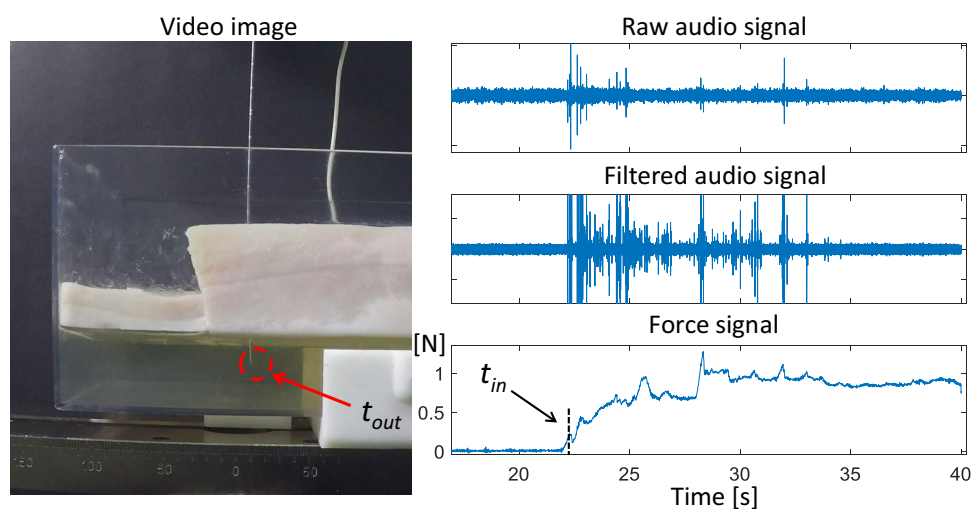 Video image
t_out
150
100
50
0
50
Raw audio signal
Filtered audio signal
Force signal
[N]
1
0.5
0
t_in
20
25
30
35
40
Time [s]